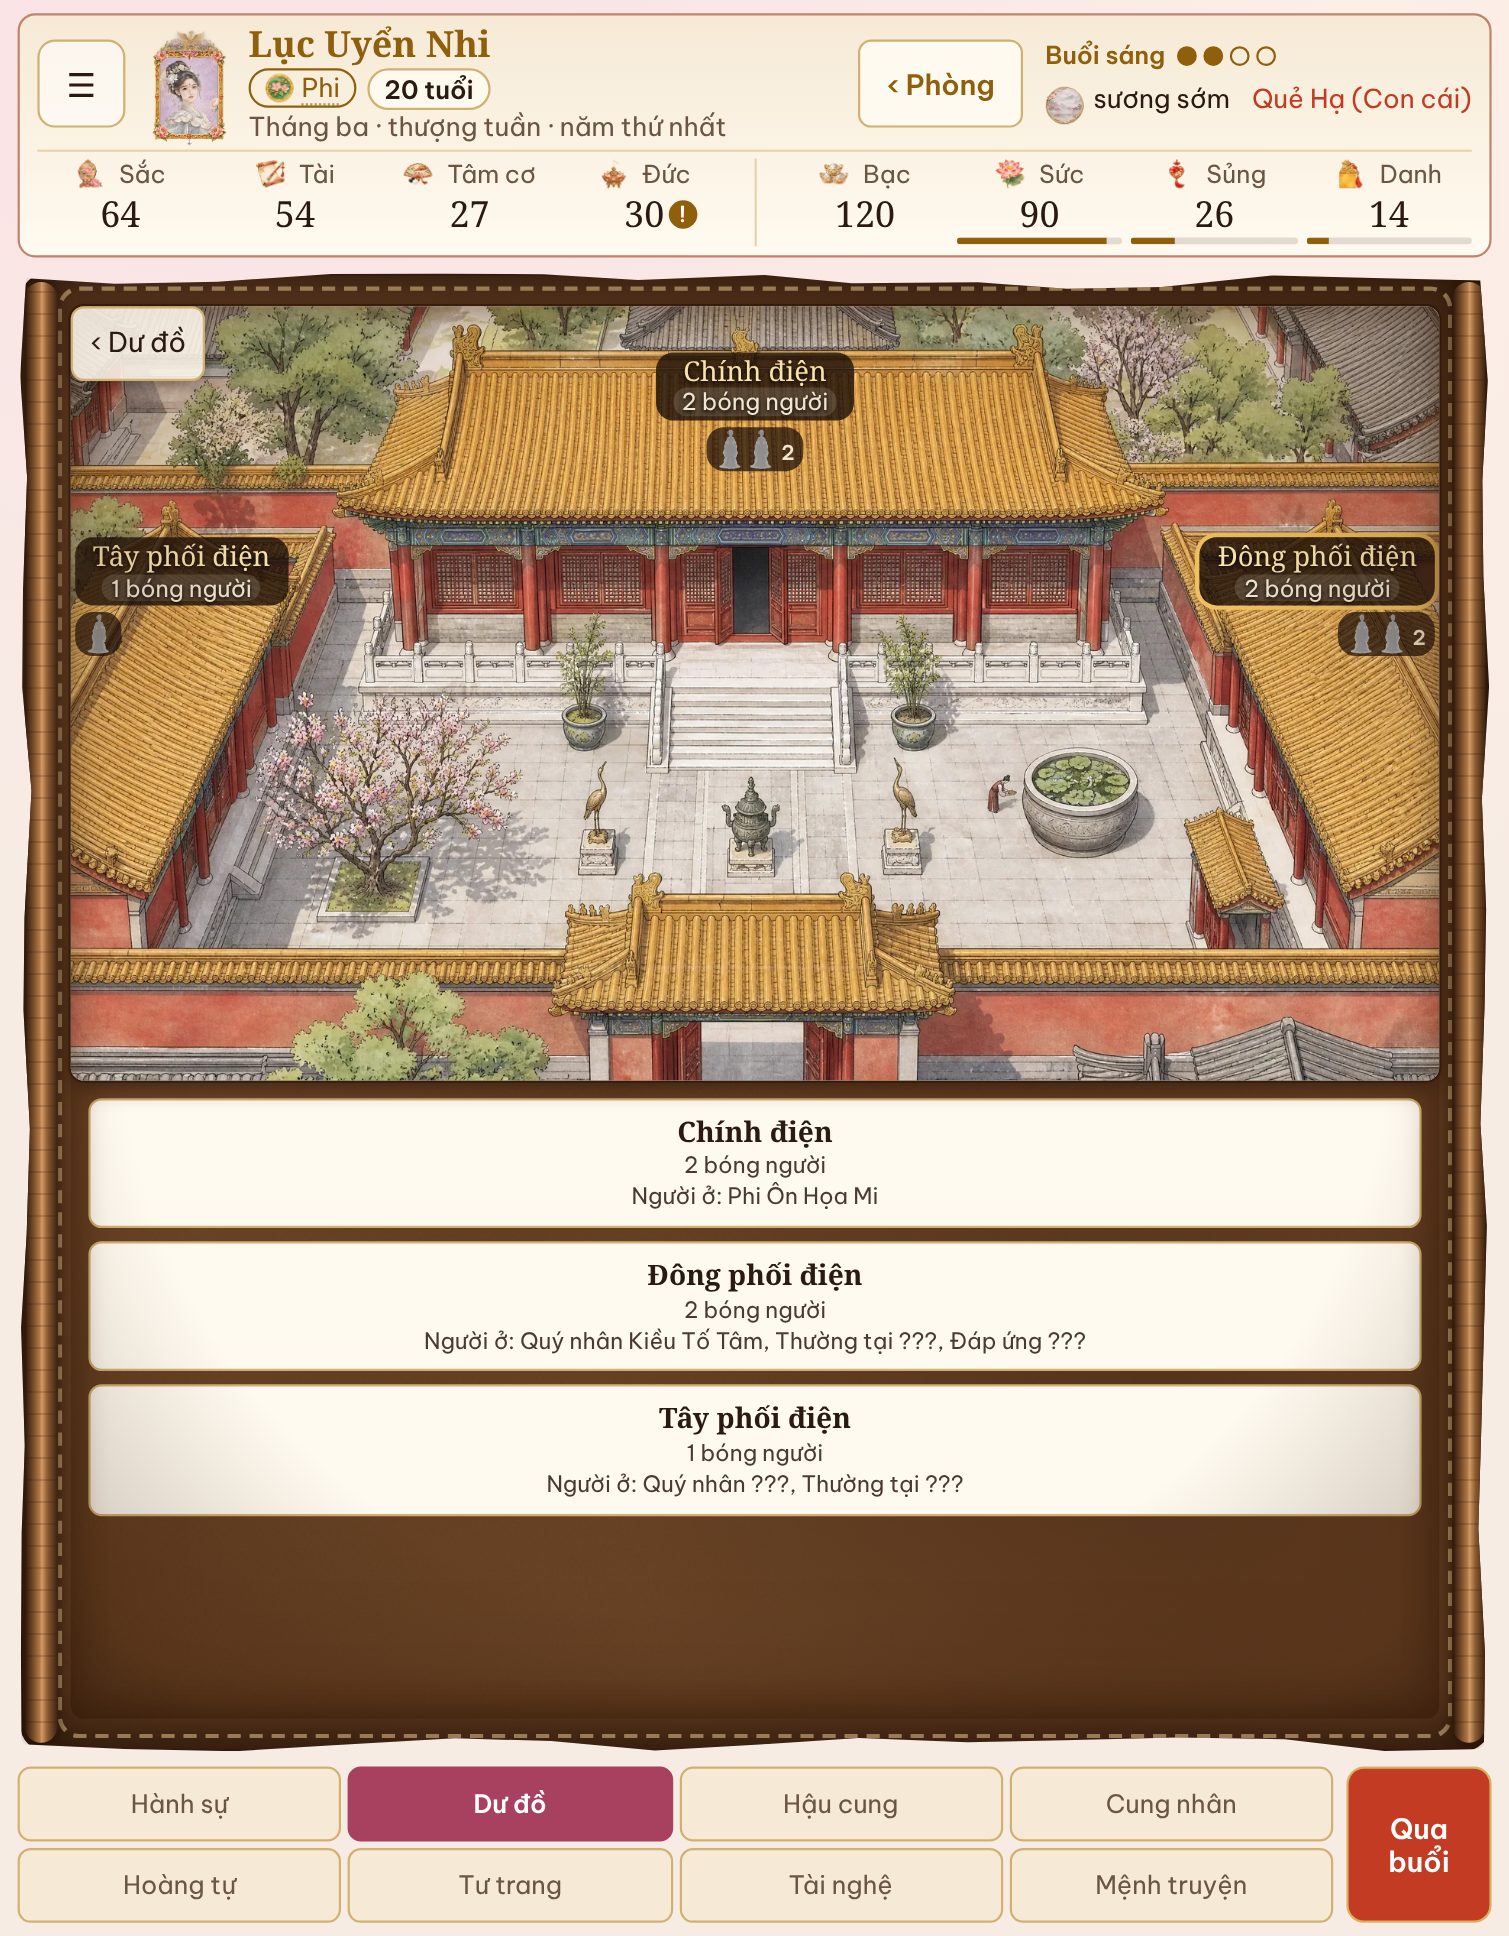 ☰
Lục Uyển Nhi
Phi
20 tuổi
Tháng ba · thượng tuần · năm thứ nhất
‹ Phòng
Buổi sáng
sương sớm
Quẻ Hạ (Con cái)
Sắc
64
Tài
54
Tâm cơ
27
Đức
30 !
Bạc
120
Sức
90
Sủng
26
Danh
14
‹ Dư đồ
Chính điện
2 bóng người
2
Tây phối điện
1 bóng người
Đông phối điện
2 bóng người
2
Chính điện
2 bóng người
Người ở: Phi Ôn Họa Mi
Đông phối điện
2 bóng người
Người ở: Quý nhân Kiều Tố Tâm, Thường tại ???, Đáp ứng ???
Tây phối điện
1 bóng người
Người ở: Quý nhân ???, Thường tại ???
Hành sự
Dư đồ
Hậu cung
Cung nhân
Qua
buổi
Hoàng tự
Tư trang
Tài nghệ
Mệnh truyện